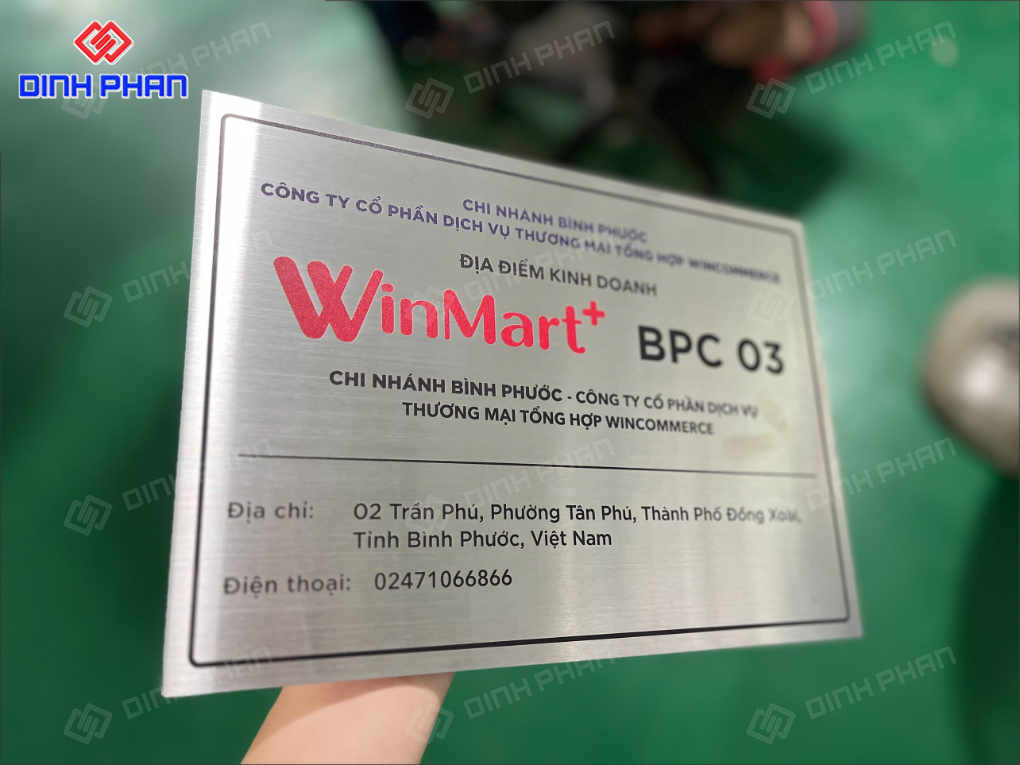 DINH PHAN
CHI NHÁNH BÌNH PHƯỚC
CÔNG TY CỔ PHẦN DỊCH VỤ THƯƠNG MẠI TỔNG HỢP WINCOMMERCE
ĐỊA ĐIỂM KINH DOANH
WinMart+ BPC 03
CHI NHÁNH BÌNH PHƯỚC - CÔNG TY CỔ PHẦN DỊCH VỤ
THƯƠNG MẠI TỔNG HỢP WINCOMMERCE
Địa chỉ: 02 Trần Phú, Phường Tân Phú, Thành Phố Đồng Xoài,
Tỉnh Bình Phước, Việt Nam
Điện thoại: 02471066866